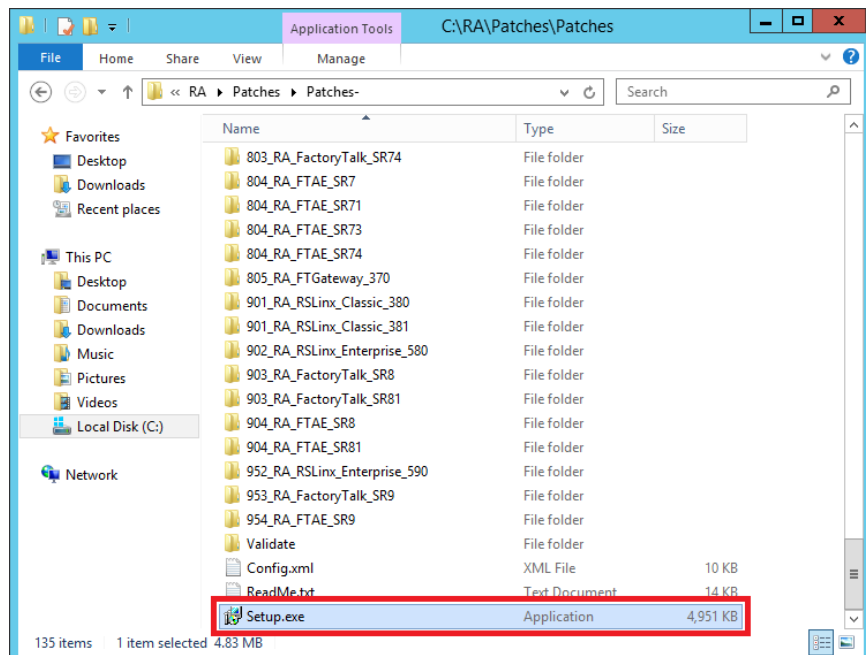 Application Tools C:\RA\Patches\Patches
File Home Share View Manage
« RA Patches Patches- Search
Name Type Size
Favorites
Desktop
Downloads
Recent places
This PC
Desktop
Documents
Downloads
Music
Pictures
Videos
Local Disk (C:)
Network
803_RA_FactoryTalk_SR74 File folder
804_RA_FTAE_SR7 File folder
804_RA_FTAE_SR71 File folder
804_RA_FTAE_SR73 File folder
804_RA_FTAE_SR74 File folder
805_RA_FTGateway_370 File folder
901_RA_RSLinx_Classic_380 File folder
901_RA_RSLinx_Classic_381 File folder
902_RA_RSLinx_Enterprise_580 File folder
903_RA_FactoryTalk_SR8 File folder
903_RA_FactoryTalk_SR81 File folder
904_RA_FTAE_SR8 File folder
904_RA_FTAE_SR81 File folder
952_RA_RSLinx_Enterprise_590 File folder
953_RA_FactoryTalk_SR9 File folder
954_RA_FTAE_SR9 File folder
Validate File folder
Config.xml XML File 10 KB
ReadMe.txt Text Document 14 KB
Setup.exe Application 4,951 KB
135 items 1 item selected 4.83 MB